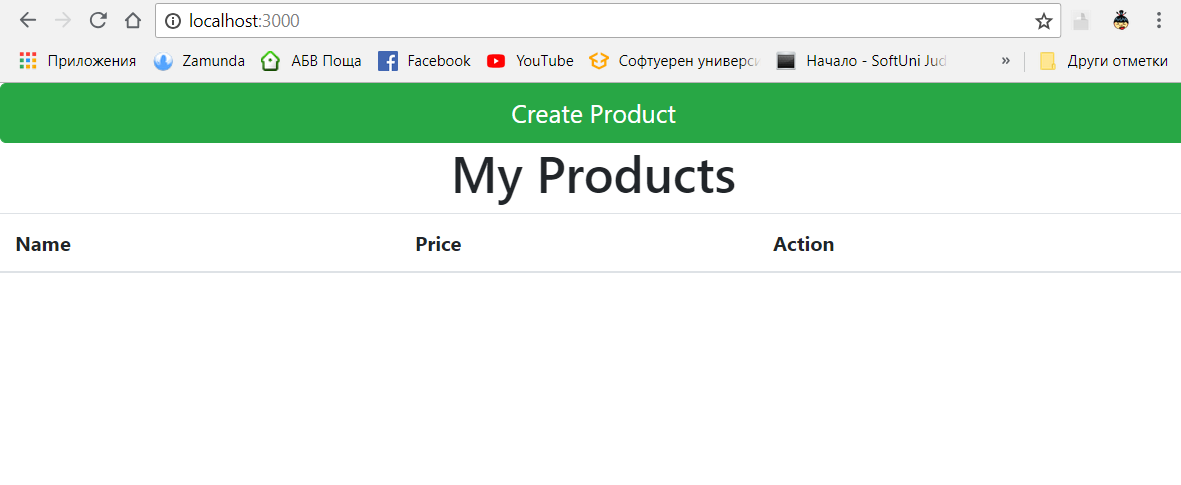 localhost:3000
Приложения Zamunda АБВ Поща Facebook YouTube Софтуерен универси Начало - SoftUni Jud » Други отметки
Create Product
My Products
Name Price Action